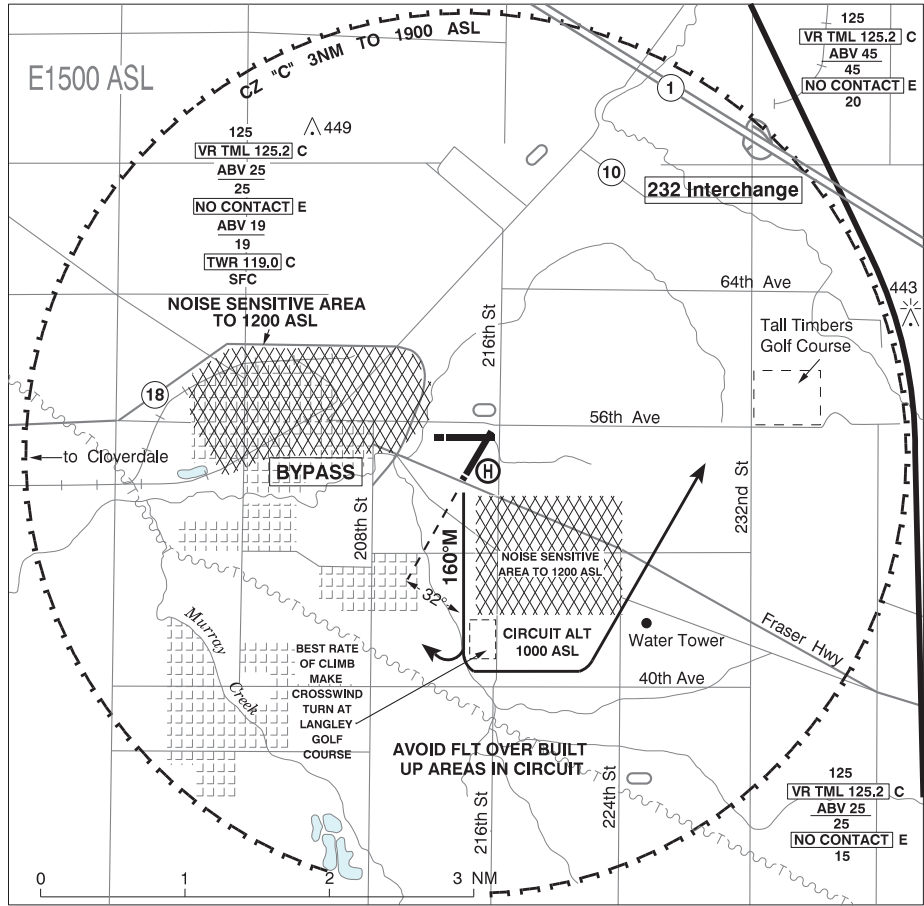 E1500 ASL
CZ "C" 3NM TO 1900 ASL
125
VR TML 125.2 C
ABV 45
45
NO CONTACT E
20
125
VR TML 125.2 C
ABV 25
25
NO CONTACT E
ABV 19
19
TWR 119.0 C
SFC
449
1
10
232 Interchange
64th Ave
443
NOISE SENSITIVE AREA
TO 1200 ASL
216th St
Tall Timbers
Golf Course
18
56th Ave
to Cloverdale
BYPASS
H
208th St
232nd St
160°M
32°
NOISE SENSITIVE
AREA TO 1200 ASL
CIRCUIT ALT
1000 ASL
Water Tower
Fraser Hwy
40th Ave
Murray
Creek
BEST RATE
OF CLIMB
MAKE
CROSSWIND
TURN AT
LANGLEY
GOLF
COURSE
AVOID FLT OVER BUILT
UP AREAS IN CIRCUIT
216th St
224th St
125
VR TML 125.2 C
ABV 25
25
NO CONTACT E
15
0 1 2 3 NM
T T T T T T T T T T T T T T T